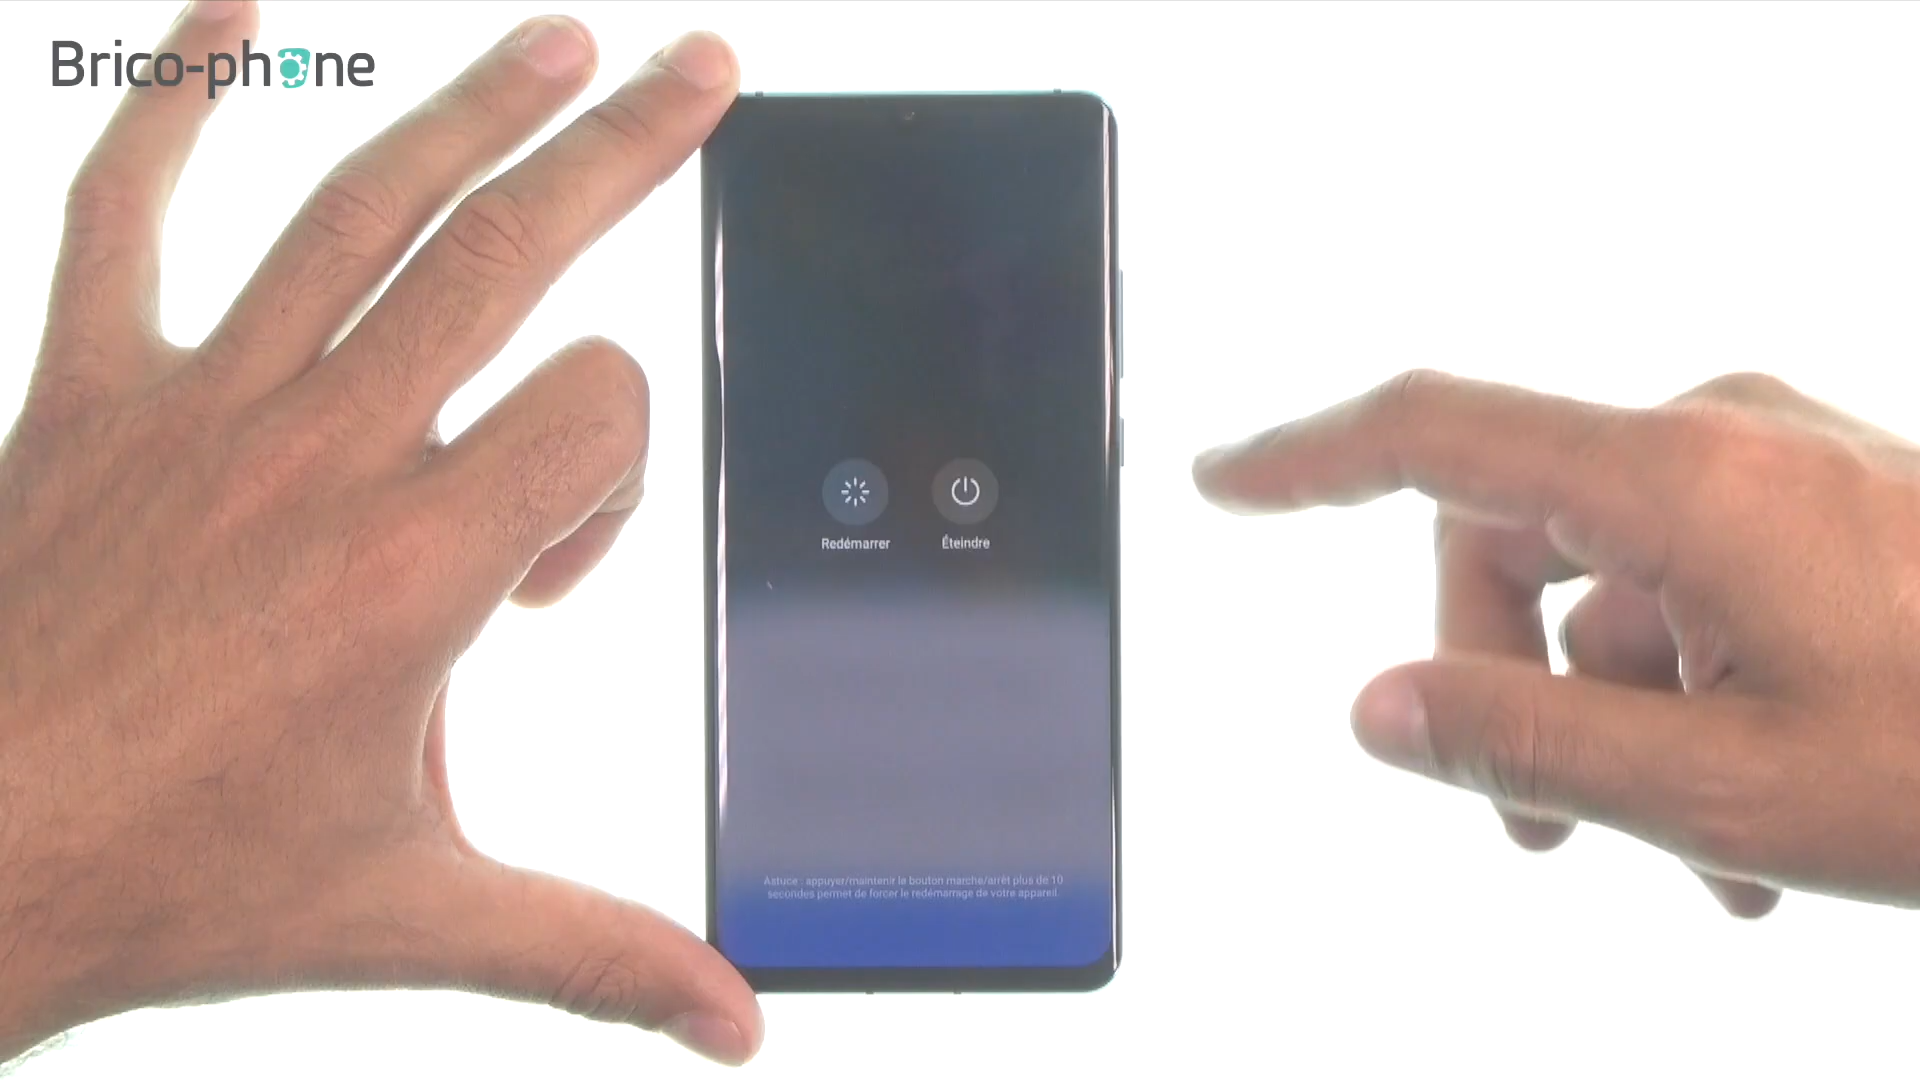 Brico-phone
Redémarrer
Éteindre
Astuce : appuyer/maintenir le bouton marche/arrêt plus de 10
secondes permet de forcer le redémarrage de votre appareil.